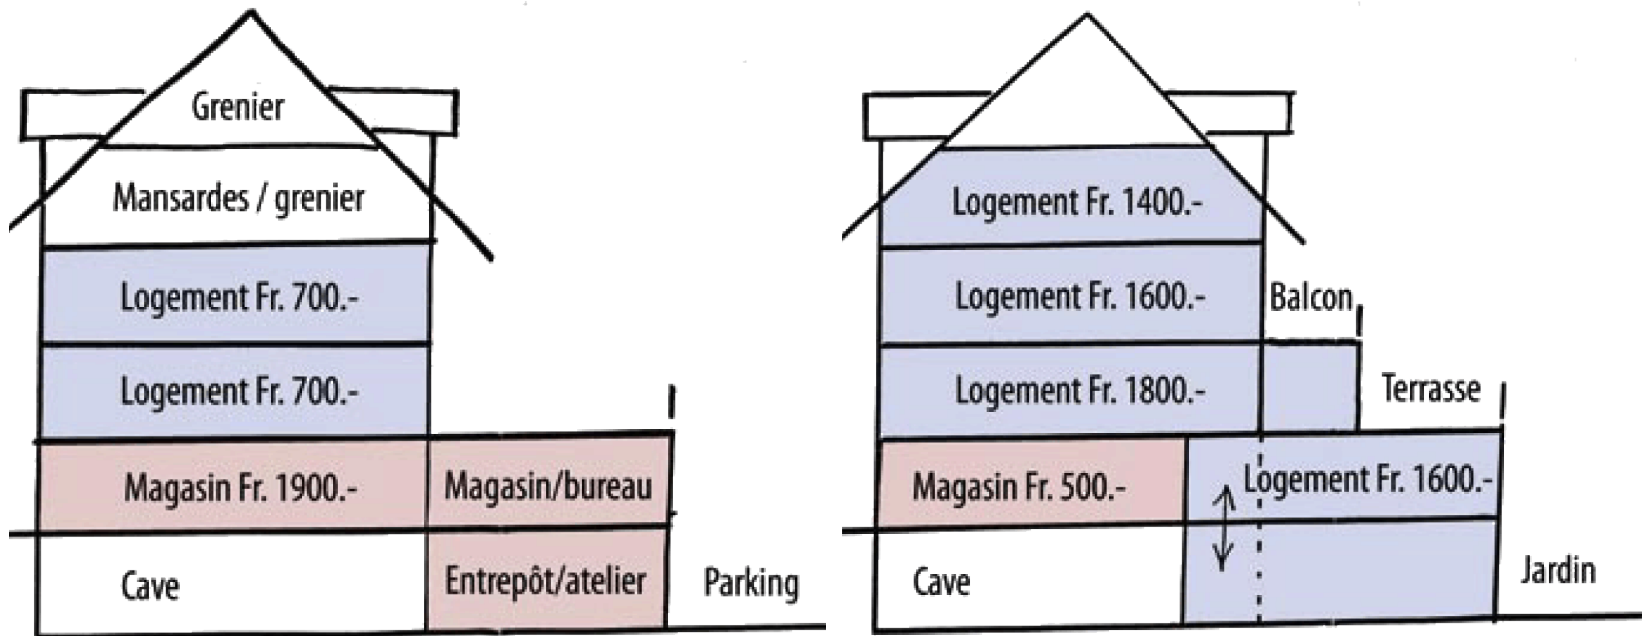 Grenier
Mansardes / grenier
Logement Fr. 700.-
Logement Fr. 700.-
Magasin Fr. 1900.-
Magasin/bureau
Cave
Entrepôt/atelier
Parking
Logement Fr. 1400.-
Logement Fr. 1600.-
Balcon
Logement Fr. 1800.-
Terrasse
Magasin Fr. 500.-
Logement Fr. 1600.-
Cave
Jardin